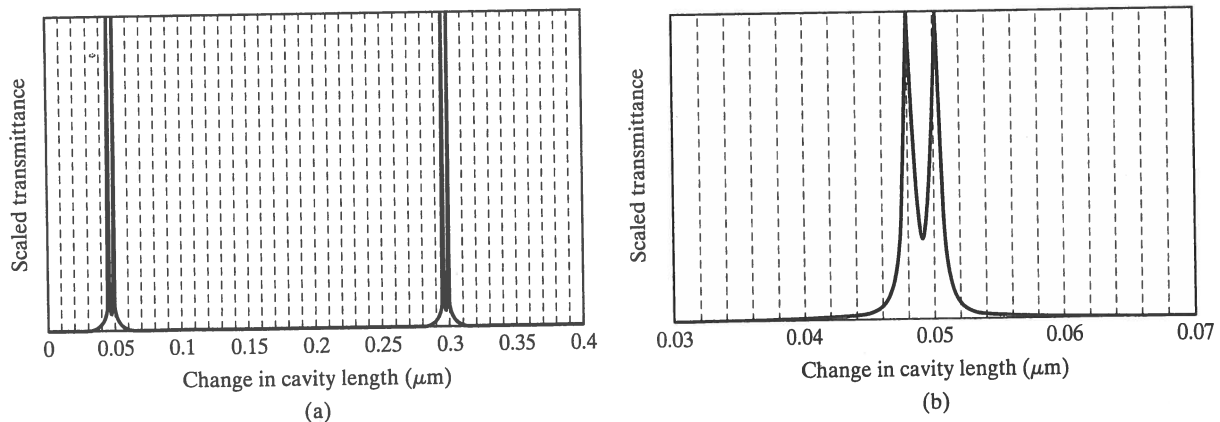 Scaled transmittance
0 0.05 0.1 0.15 0.2 0.25 0.3 0.35 0.4
Change in cavity length (μm)
(a)
Scaled transmittance
0.03 0.04 0.05 0.06 0.07
Change in cavity length (μm)
(b)